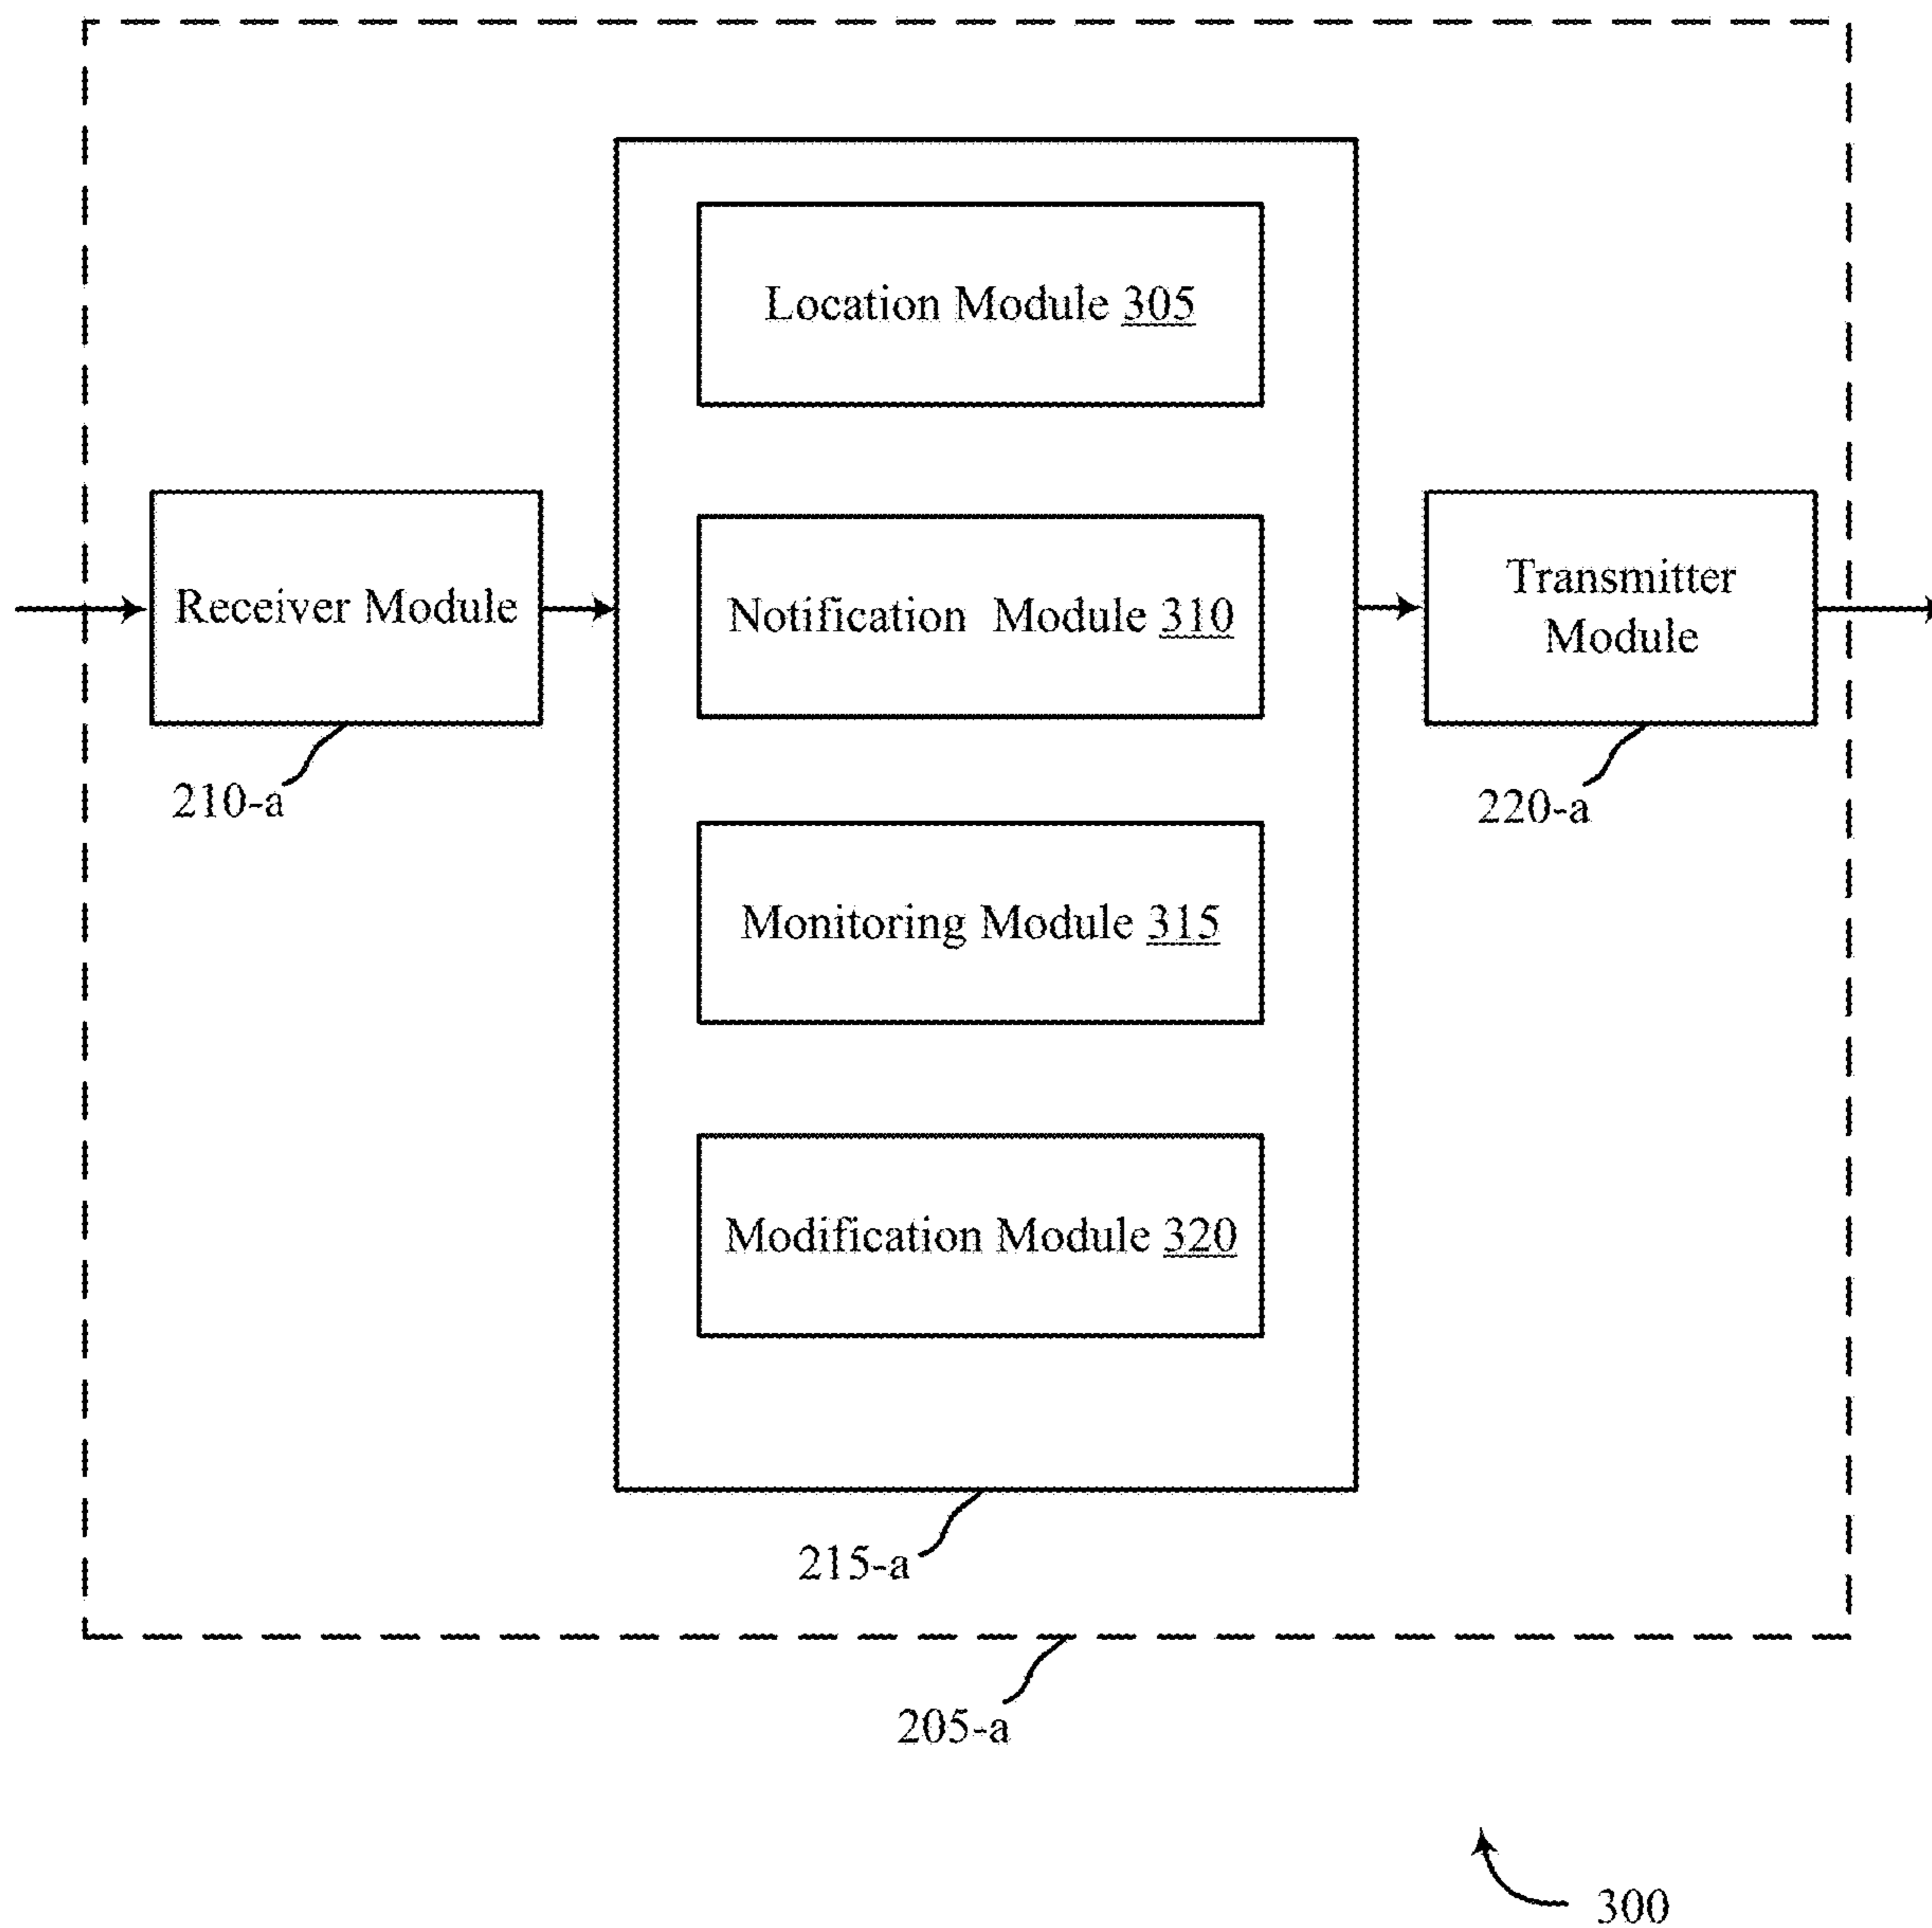 Location Module 305
Receiver Module
Notification Module 310
Transmitter
Module
210-a
220-a
Monitoring Module 315
Modification Module 320
215-a
205-a
300